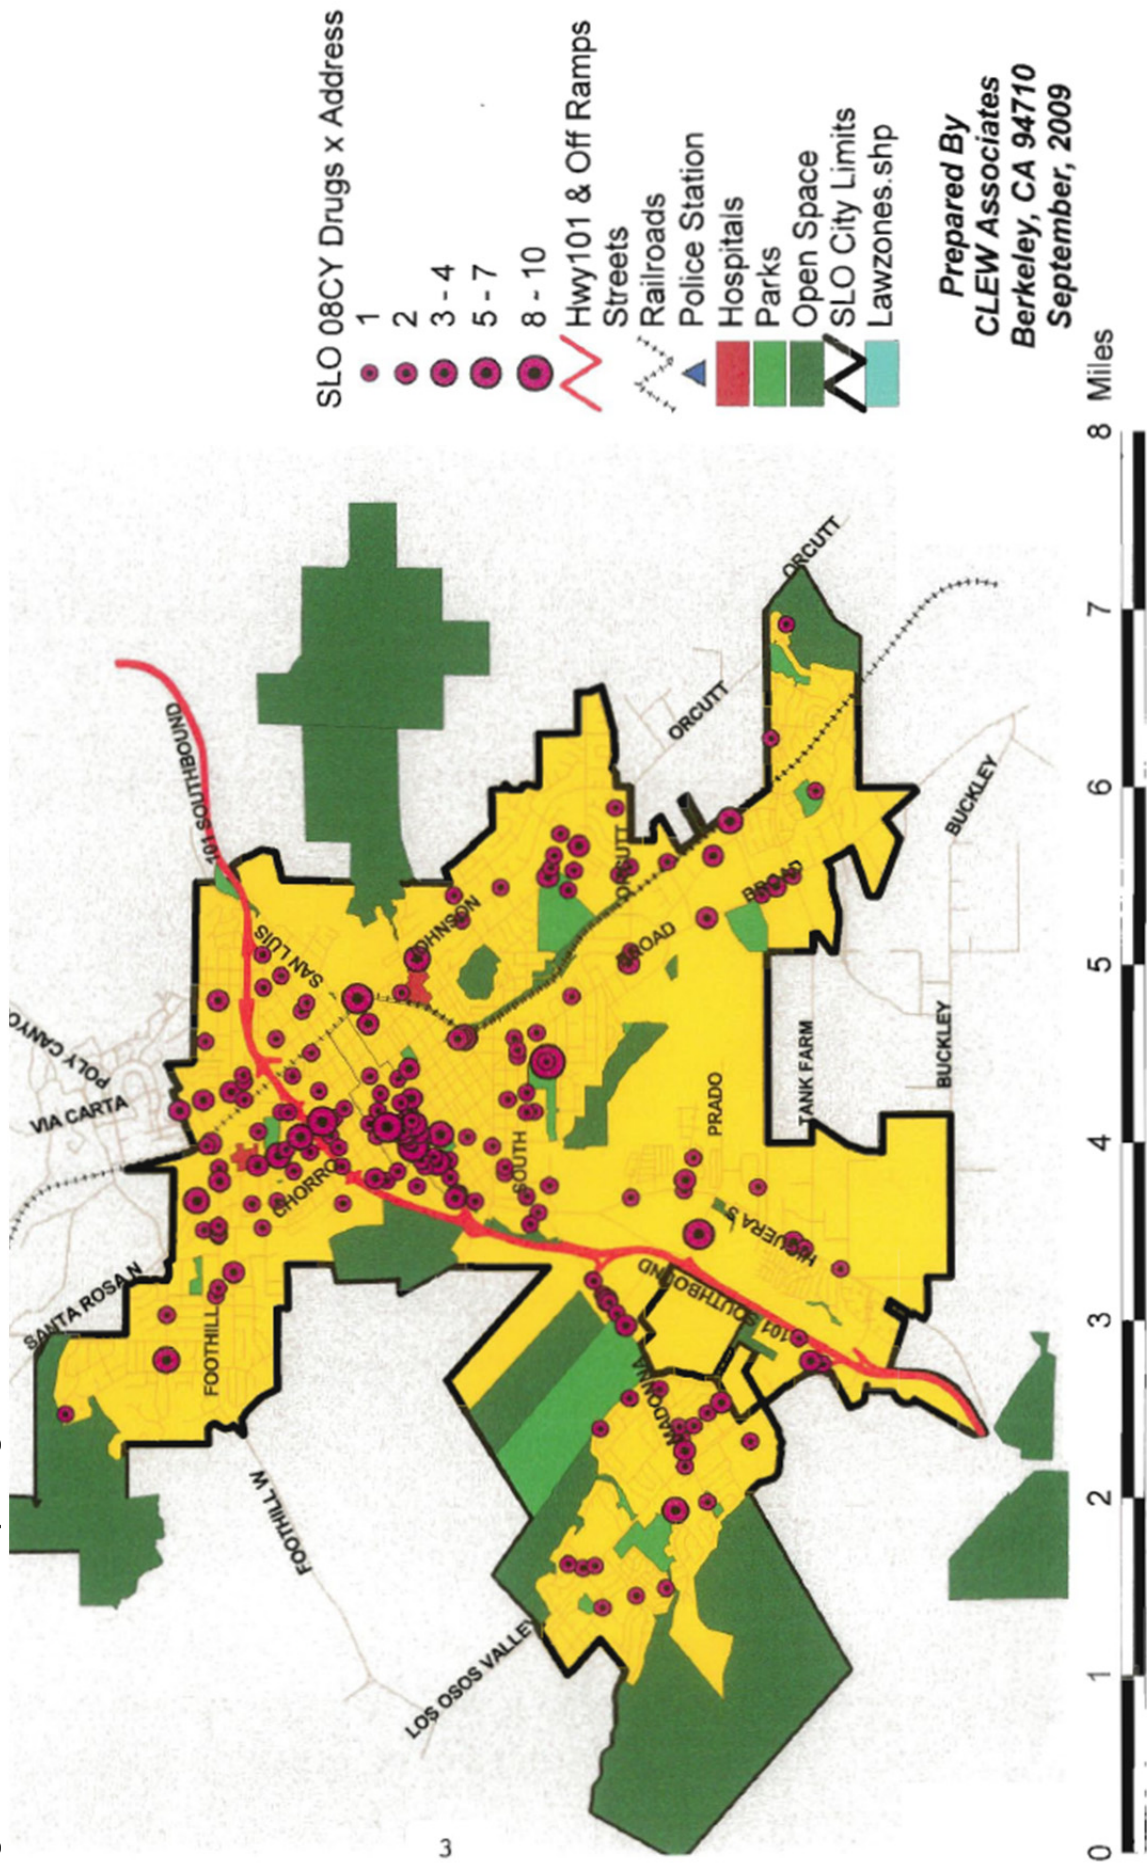 SLO 08CY Drugs x Address
1
2
3 - 4
5 - 7
8 - 10
Hwy101 & Off Ramps
Streets
Railroads
Police Station
Hospitals
Parks
Open Space
SLO City Limits
Lawzones.shp
Prepared By
CLEW Associates
Berkeley, CA 94710
September, 2009
POLY CANYO
VIA CARTA
SANTA ROSA N
FOOTHILL
FOOTHILL W
LOS OSOS VALLEY
101 SOUTHBOUND
SAN LUIS
CHORRO
JOHNSON
SOUTH
ORCUTT
BROAD
ORCUTT
ORCUTT
BROAD
PRADO
TANK FARM
BUCKLEY
BUCKLEY
HIGUERA S
101 SOUTHBOUND
MADONNA
0 1 2 3 4 5 6 7 8 Miles
3